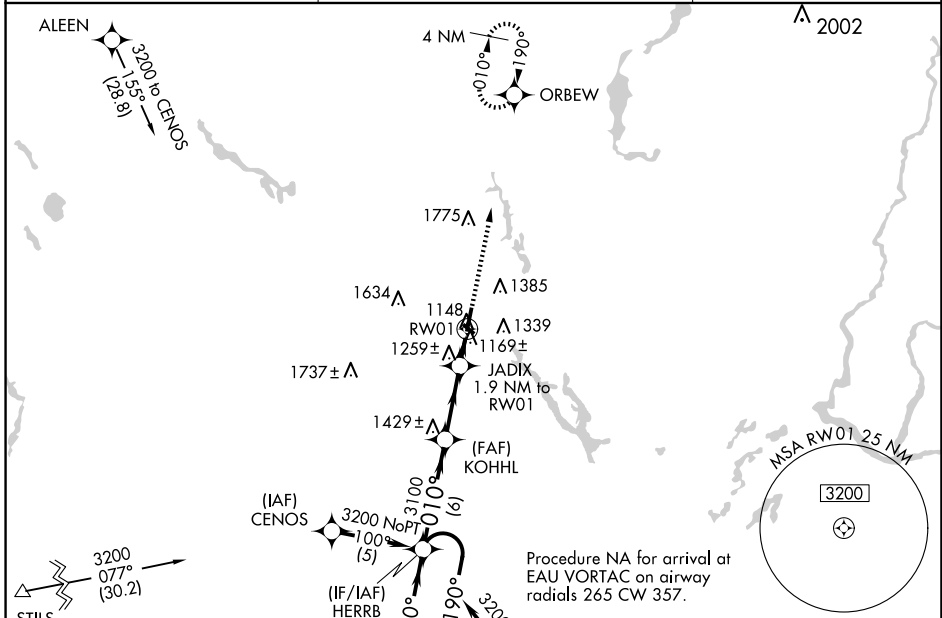 ALEEN
3200 to CENOS
155°
(28.8)
4 NM
010°
190°
ORBEW
2002
1775
1634
1385
1148
RW01
1339
1259±
1169±
1737±
JADIX
1.9 NM to
RW01
1429±
(FAF)
KOHHL
MSA RW01 25 NM
3200
3100
010°
(6)
(IAF)
CENOS
3200 NoPT
100°
(5)
3200
077°
(30.2)
(IF/IAF)
HERRB
190°
Procedure NA for arrival at
EAU VORTAC on airway
radials 265 CW 357.